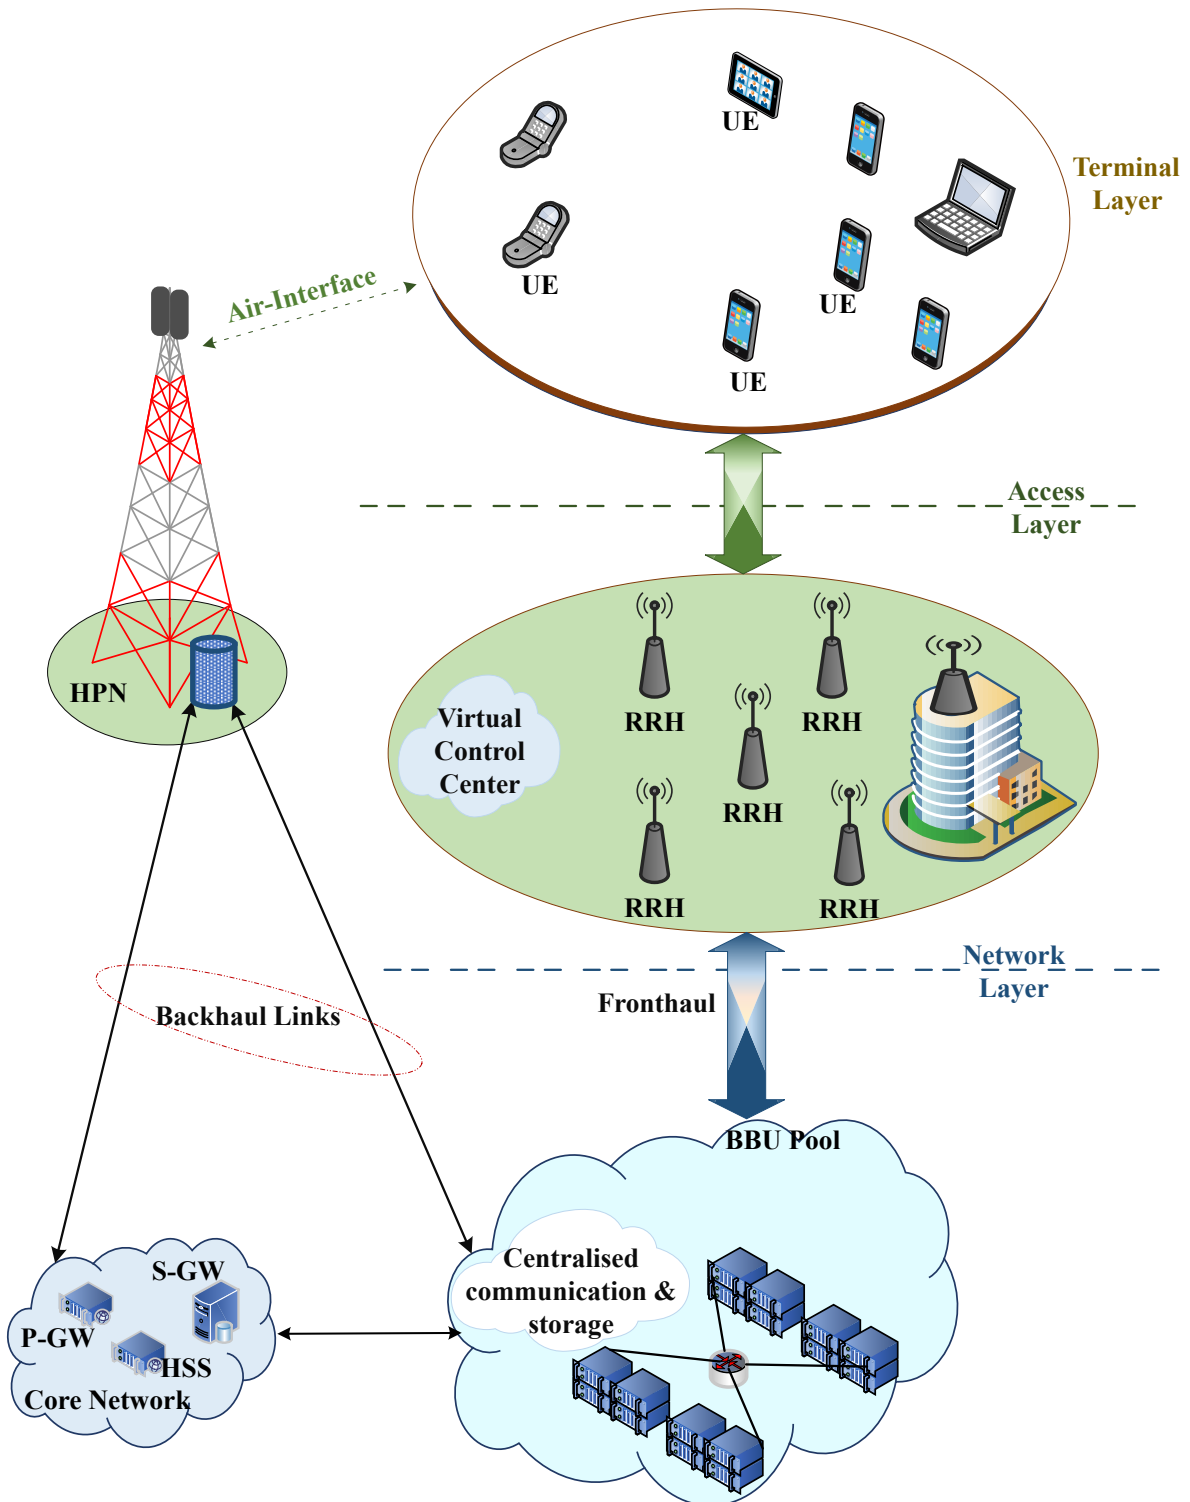 UE
Terminal
Layer
UE
UE
UE
Air-Interface
Access
Layer
HPN
RRH
RRH
Virtual
Control
Center
RRH
RRH
RRH
Network
Layer
Fronthaul
Backhaul Links
BBU Pool
Centralised
communication &
storage
S-GW
P-GW
HSS
Core Network